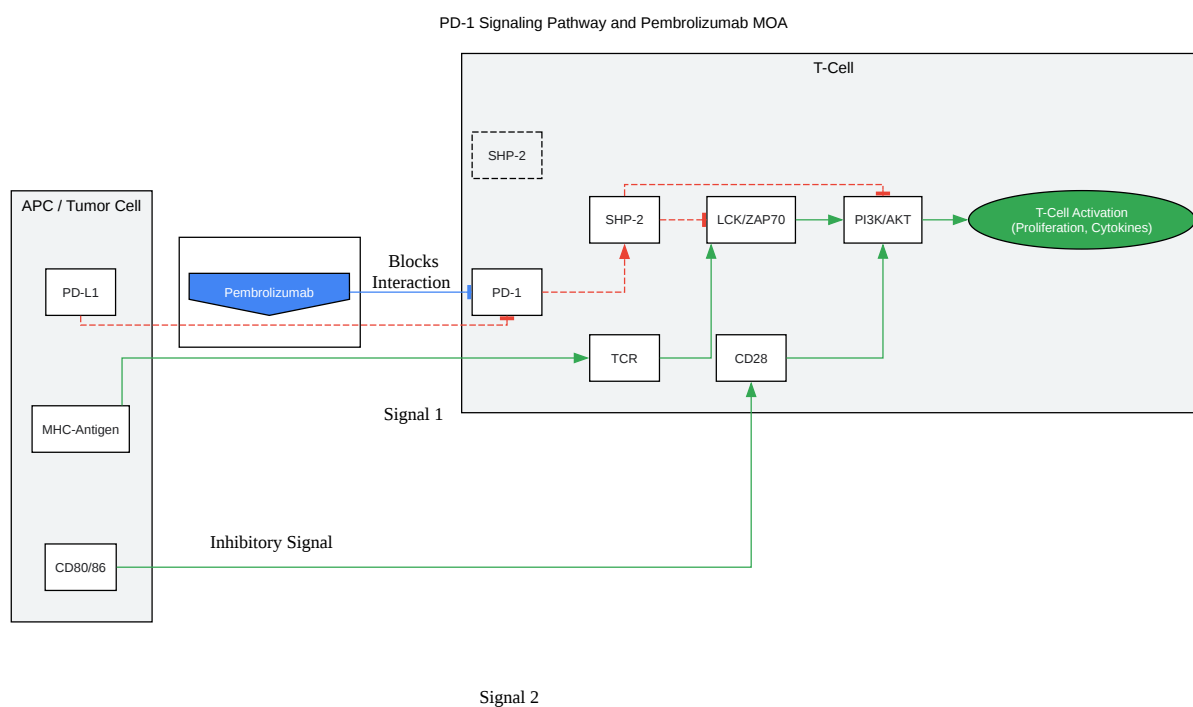 PD-1 Signaling Pathway and Pembrolizumab MOA
T-Cell
SHP-2
APC / Tumor Cell
SHP-2
LCK/ZAP70
PI3K/AKT
T-Cell Activation
(Proliferation, Cytokines)
Blocks
Interaction
PD-L1
Pembrolizumab
PD-1
TCR
CD28
Signal 1
MHC-Antigen
Inhibitory Signal
CD80/86
Signal 2